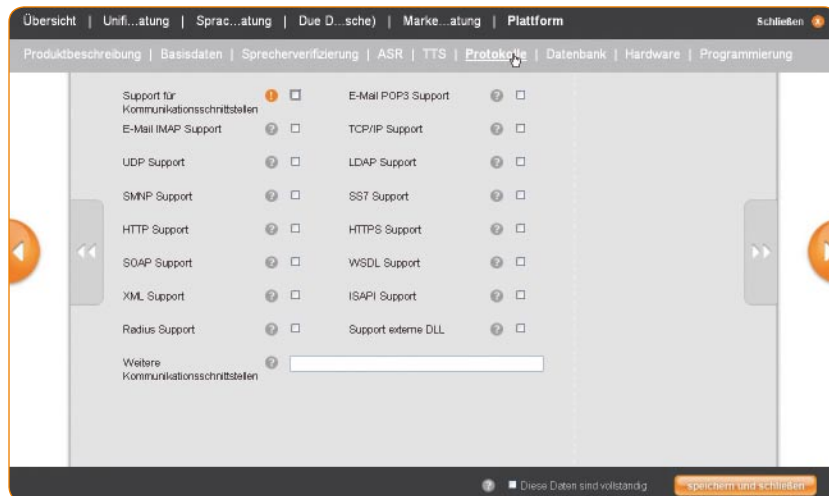 Übersicht | Unifi...atung | Sprac...atung | Due D...sche) | Marke...atung | Plattform Schließen
Produktbeschreibung | Basisdaten | Sprecherverifizierung | ASR | TTS | Protokolle | Datenbank | Hardware | Programmierung
Support für Kommunikationsschnittstellen E-Mail POP3 Support
E-Mail IMAP Support TCP/IP Support
UDP Support LDAP Support
SMNP Support SS7 Support
HTTP Support HTTPS Support
SOAP Support WSDL Support
XML Support ISAPI Support
Radius Support Support externe DLL
Weitere
Kommunikationsschnittstellen
Diese Daten sind vollständig speichern und schließen